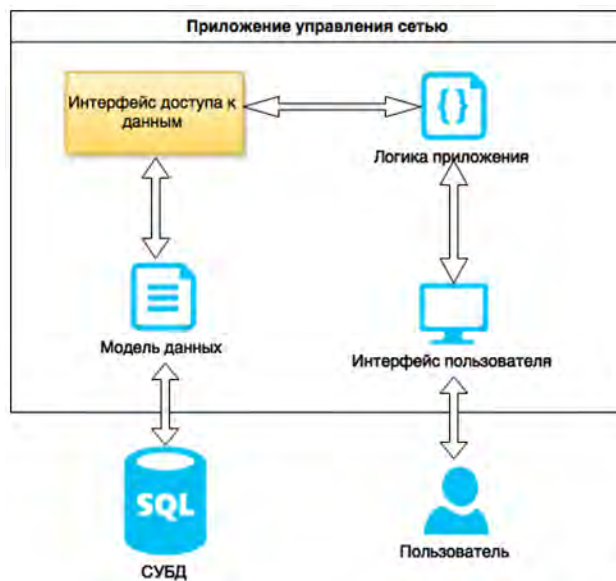 Приложение управления сетью
Интерфейс доступа к
данным
{}
Логика приложения
Модель данных
Интерфейс пользователя
SQL
СУБД
Пользователь